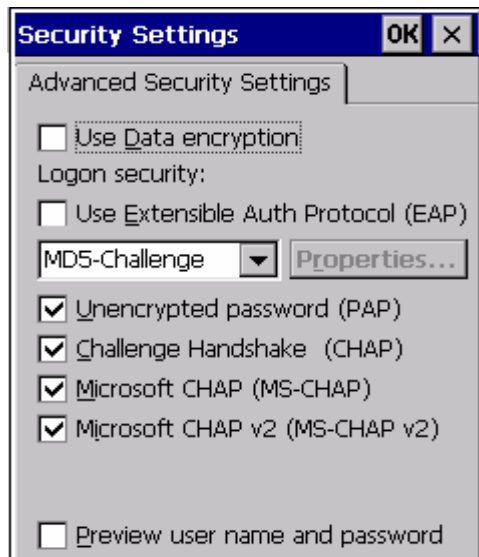 Security Settings OK ×
Advanced Security Settings
Use Data encryption
Logon security:
Use Extensible Auth Protocol (EAP)
MD5-Challenge Properties...
Unencrypted password (PAP)
Challenge Handshake (CHAP)
Microsoft CHAP (MS-CHAP)
Microsoft CHAP v2 (MS-CHAP v2)
Preview user name and password